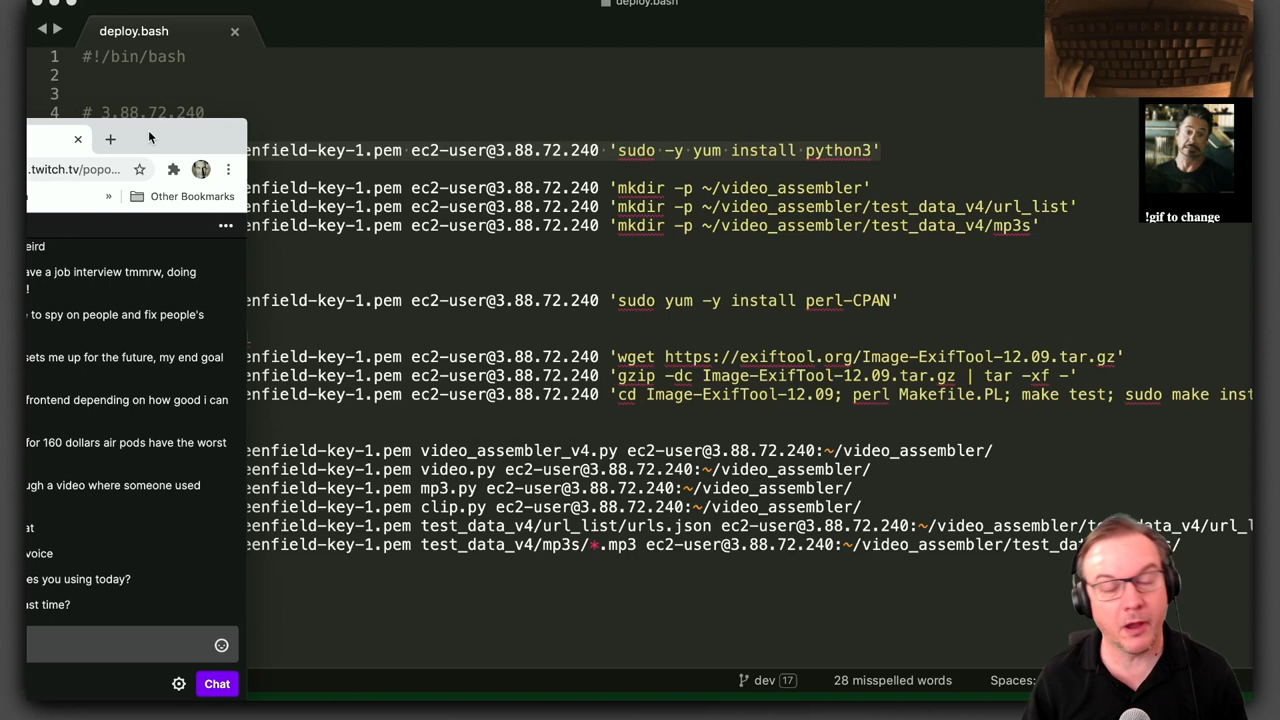 deploy.bash
deploy.bash
1 #!/bin/bash
2
3
4 # 3.88.72.240
enfield-key-1.pem ec2-user@3.88.72.240 'sudo -y yum install python3'
enfield-key-1.pem ec2-user@3.88.72.240 'mkdir -p ~/video_assembler'
enfield-key-1.pem ec2-user@3.88.72.240 'mkdir -p ~/video_assembler/test_data_v4/url_list'
enfield-key-1.pem ec2-user@3.88.72.240 'mkdir -p ~/video_assembler/test_data_v4/mp3s'
enfield-key-1.pem ec2-user@3.88.72.240 'sudo yum -y install perl-CPAN'
enfield-key-1.pem ec2-user@3.88.72.240 'wget https://exiftool.org/Image-ExifTool-12.09.tar.gz'
enfield-key-1.pem ec2-user@3.88.72.240 'gzip -dc Image-ExifTool-12.09.tar.gz | tar -xf -'
enfield-key-1.pem ec2-user@3.88.72.240 'cd Image-ExifTool-12.09; perl Makefile.PL; make test; sudo make inst
enfield-key-1.pem video_assembler_v4.py ec2-user@3.88.72.240:~/video_assembler/
enfield-key-1.pem video.py ec2-user@3.88.72.240:~/video_assembler/
enfield-key-1.pem mp3.py ec2-user@3.88.72.240:~/video_assembler/
enfield-key-1.pem clip.py ec2-user@3.88.72.240:~/video_assembler/
enfield-key-1.pem test_data_v4/url_list/urls.json ec2-user@3.88.72.240:~/video_assembler/te t_data_v4/url_l
enfield-key-1.pem test_data_v4/mp3s/*.mp3 ec2-user@3.88.72.240:~/video_assembler/test_da
.twitch.tv/popo...
» Other Bookmarks
eird
ave a job interview tmmrw, doing
!
e to spy on people and fix people's
sets me up for the future, my end goal
frontend depending on how good i can
for 160 dollars air pods have the worst
ugh a video where someone used
at
voice
es you using today?
ast time?
Chat
!gif to change
dev 17
28 misspelled words
Spaces: